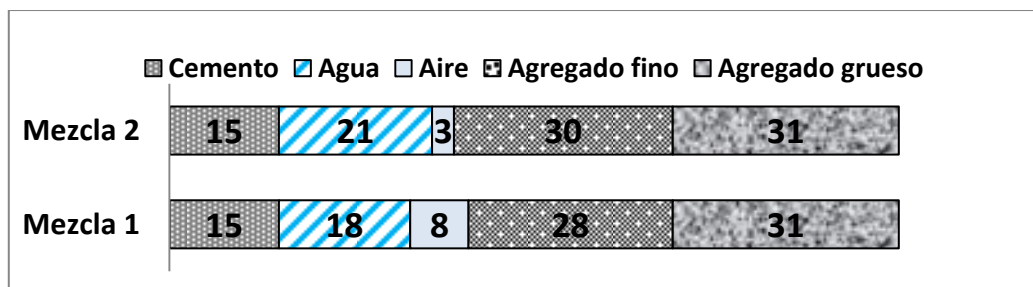 Cemento Agua Aire Agregado fino Agregado grueso
Mezcla 2 15 21 3 30 31
Mezcla 1 15 18 8 28 31